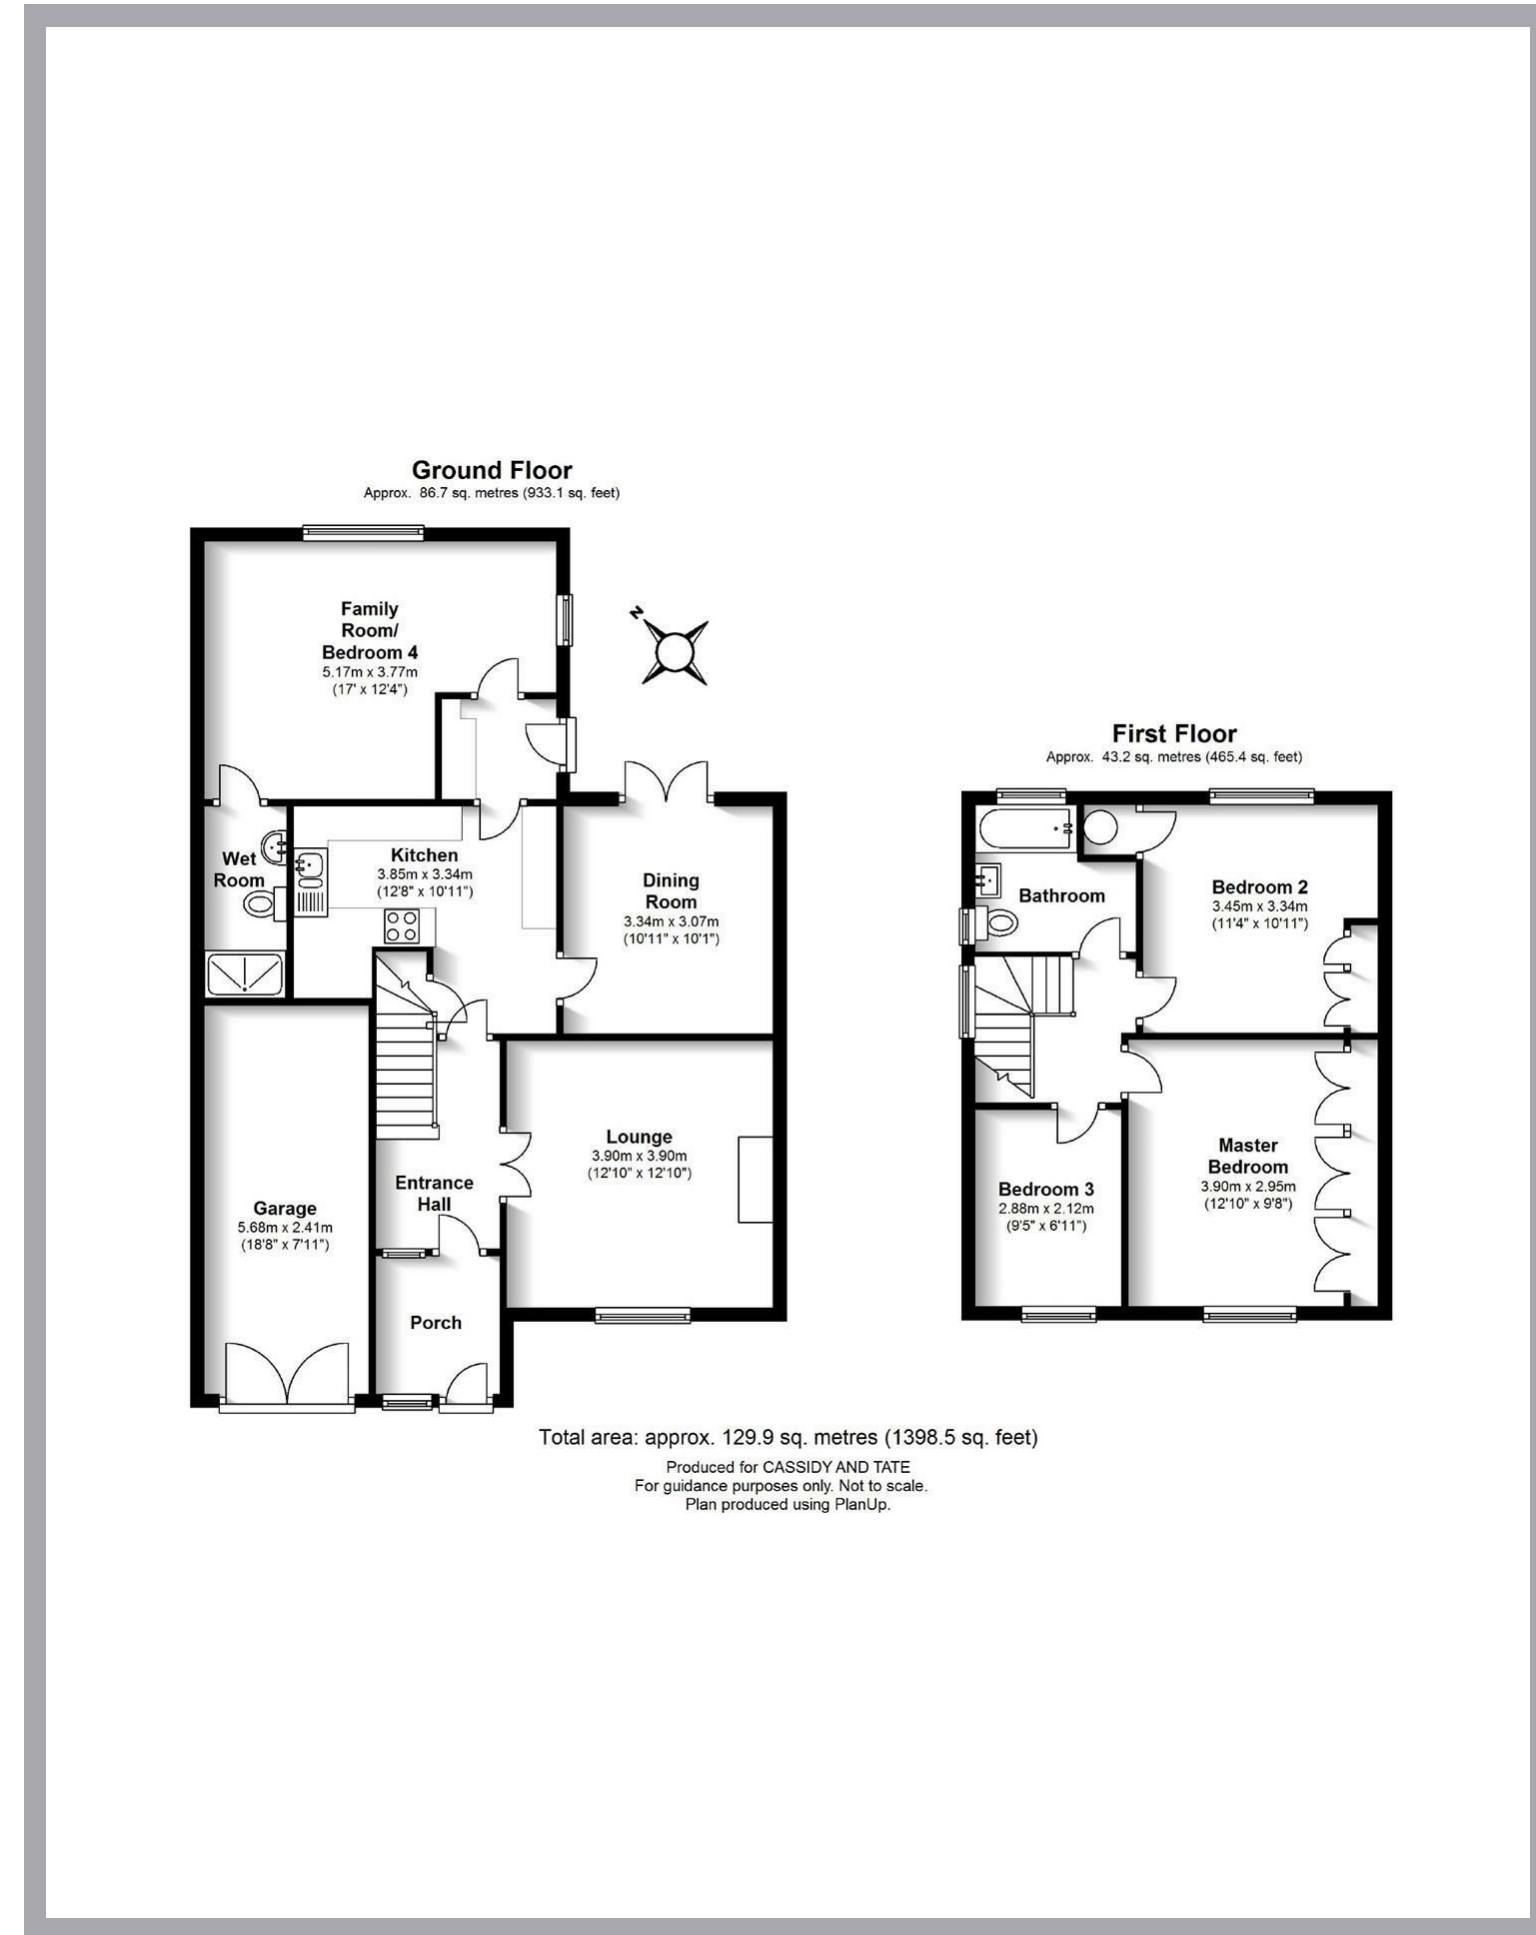 Ground Floor
Approx. 86.7 sq. metres (933.1 sq. feet)
Family
Room/
Bedroom 4
5.17m x 3.77m
(17' x 12'4")
N
Wet
Room
Kitchen
3.85m x 3.34m
(12'8" x 10'11")
Dining
Room
3.34m x 3.07m
(10'11" x 10'1")
Lounge
3.90m x 3.90m
(12'10" x 12'10")
Entrance
Hall
Garage
5.68m x 2.41m
(18'8" x 7'11")
Porch
First Floor
Approx. 43.2 sq. metres (465.4 sq. feet)
Bathroom
Bedroom 2
3.45m x 3.34m
(11'4" x 10'11")
Master
Bedroom
3.90m x 2.95m
(12'10" x 9'8")
Bedroom 3
2.88m x 2.12m
(9'5" x 6'11")
Total area: approx. 129.9 sq. metres (1398.5 sq. feet)
Produced for CASSIDY AND TATE
For guidance purposes only. Not to scale.
Plan produced using PlanUp.